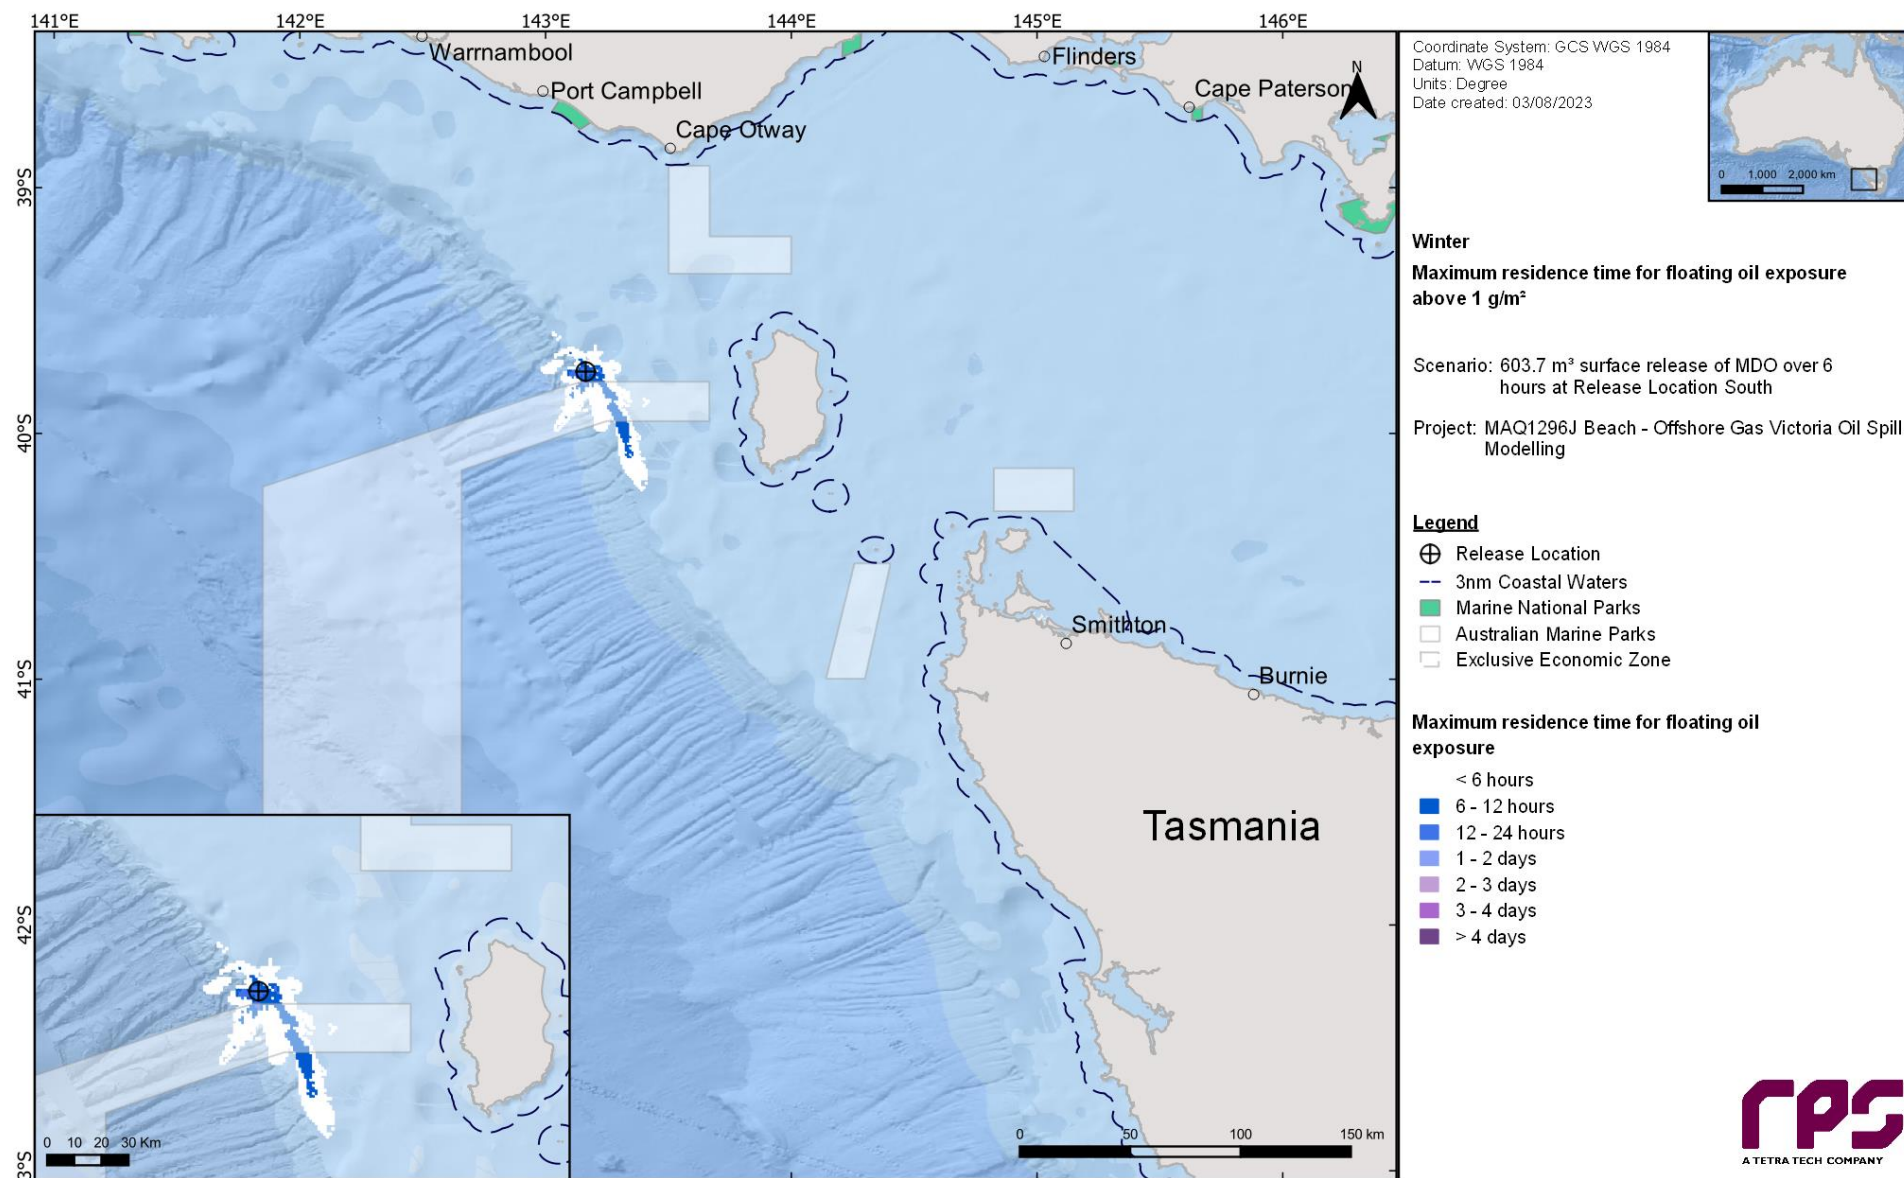 141°E 142°E 143°E 144°E 145°E 146°E
39°S
40°S
41°S
42°S
3°S
Warrnambool
Port Campbell
Cape Otway
Flinders
Cape Paterson
N
Smithton
Burnie
Tasmania
0 10 20 30 Km
0 50 100 150 km
Coordinate System: GCS WGS 1984
Datum: WGS 1984
Units: Degree
Date created: 03/08/2023
0 1,000 2,000 km
Winter
Maximum residence time for floating oil exposure
above 1 g/m²
Scenario: 603.7 m³ surface release of MDO over 6
hours at Release Location South
Project: MAQ1296J Beach - Offshore Gas Victoria Oil Spill
Modelling
Legend
Release Location
3nm Coastal Waters
Marine National Parks
Australian Marine Parks
Exclusive Economic Zone
Maximum residence time for floating oil
exposure
< 6 hours
6 - 12 hours
12 - 24 hours
1 - 2 days
2 - 3 days
3 - 4 days
> 4 days
rps
A TETRA TECH COMPANY